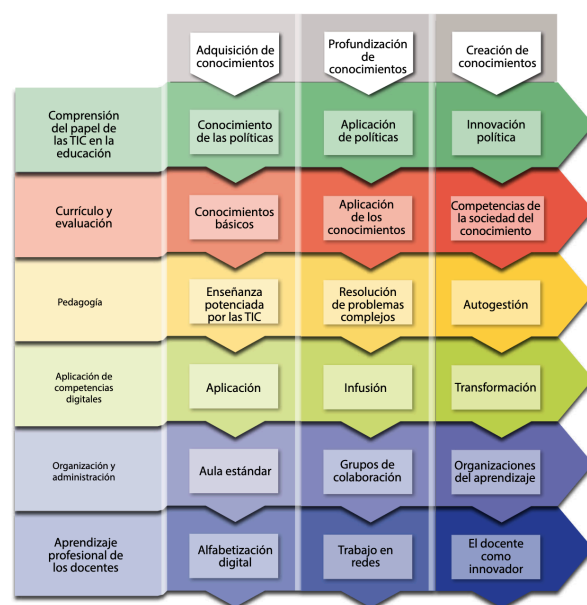 Adquisición de
conocimientos
Profundización
de
conocimientos
Creación de
conocimientos
Comprensión
del papel de
las TIC en la
educación
Conocimiento
de las políticas
Aplicación
de políticas
Innovación
política
Currículo y
evaluación
Conocimientos
básicos
Aplicación
de los
conocimientos
Competencias de
la sociedad del
conocimiento
Pedagogía
Enseñanza
potenciada
por las TIC
Resolución
de problemas
complejos
Autogestión
Aplicación de
competencias
digitales
Aplicación
Infusión
Transformación
Organización y
administración
Aula estándar
Grupos de
colaboración
Organizaciones
del aprendizaje
Aprendizaje
profesional de
los docentes
Alfabetización
digital
Trabajo en
redes
El docente
como
innovador